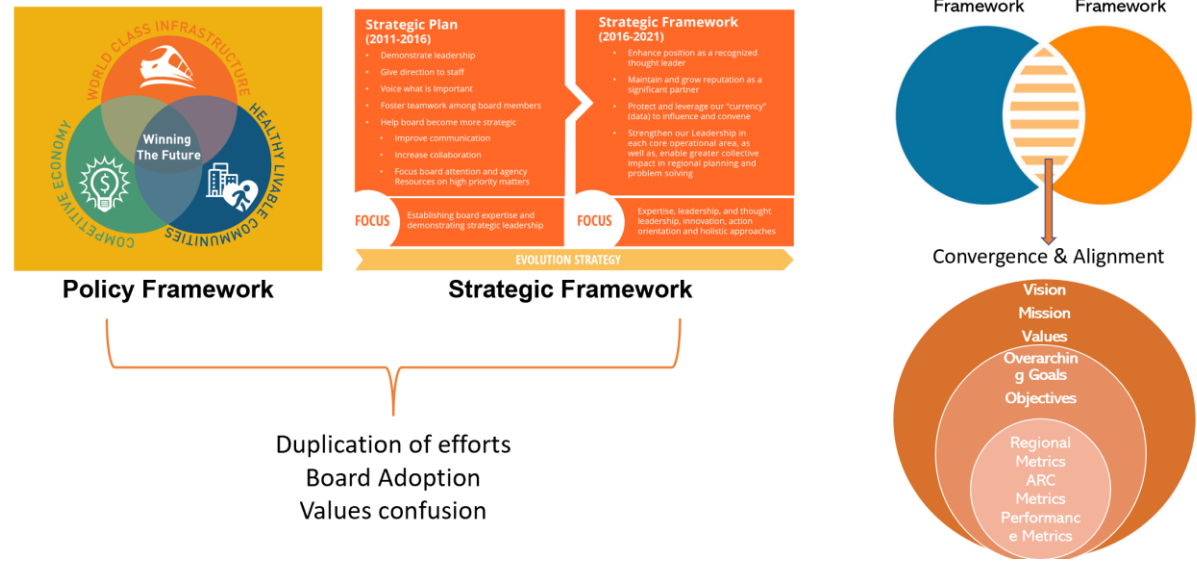 WORLD CLASS INFRASTRUCTURE
COMPETITIVE ECONOMY
HEALTHY LIVABLE COMMUNITIES
Winning
The Future
Policy Framework
Strategic Plan
(2011-2016)
• Demonstrate leadership
• Give direction to staff
• Voice what is Important
• Foster teamwork among board members
• Help board become more strategic
• Improve communication
• Increase collaboration
• Focus board attention and agency
Resources on high priority matters
FOCUS
Establishing board expertise and
demonstrating strategic leadership
Strategic Framework
(2016-2021)
• Enhance position as a recognized
thought leader
• Maintain and grow reputation as a
significant partner
• Protect and leverage our “currency”
(data) to influence and convene
• Strengthen our Leadership in
each core operational area, as
well as, enable greater collective
impact in regional planning and
problem solving
FOCUS
Expertise, leadership, and thought
leadership, innovation, action
orientation and holistic approaches
EVOLUTION STRATEGY
Strategic Framework
Duplication of efforts
Board Adoption
Values confusion
Framework
Framework
Convergence & Alignment
Vision
Mission
Values
Overarchin
g Goals
Objectives
Regional
Metrics
ARC
Metrics
Performanc
e Metrics